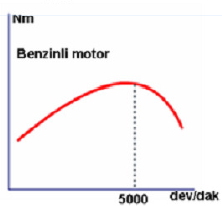 Nm
Benzinli motor
5000 dev/dak